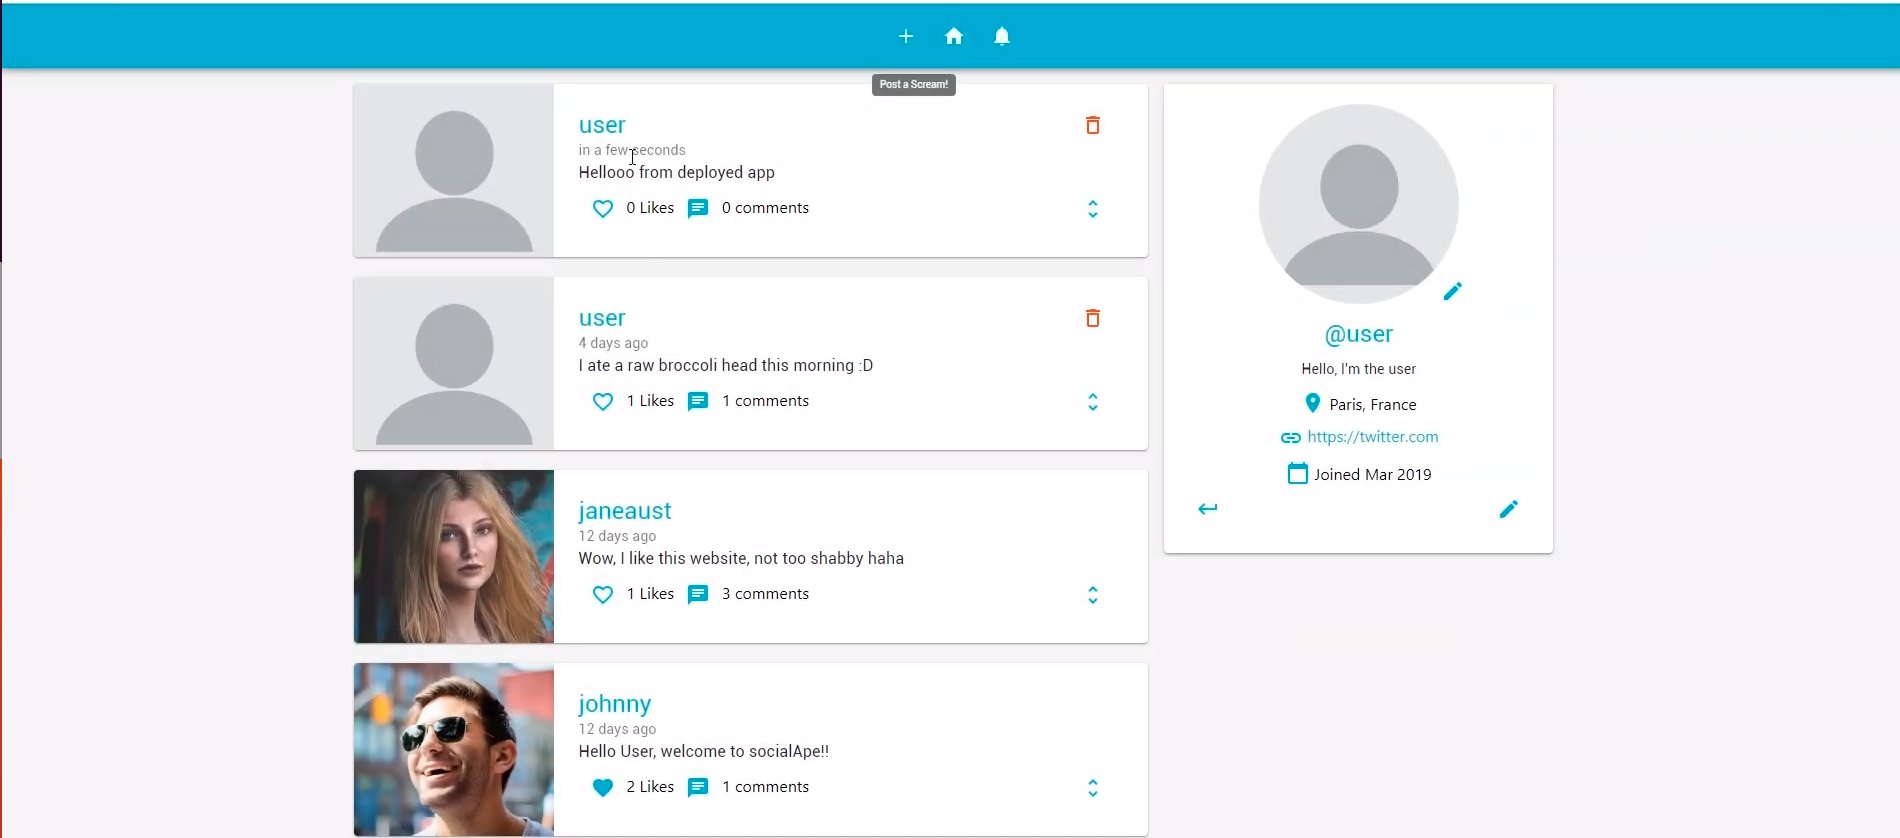 Post a Scream!
user
in a few seconds
Hellooo from deployed app
0 Likes 0 comments
user
4 days ago
I ate a raw broccoli head this morning :D
1 Likes 1 comments
janeaust
12 days ago
Wow, I like this website, not too shabby haha
1 Likes 3 comments
johnny
12 days ago
Hello User, welcome to socialApe!!
2 Likes 1 comments
@user
Hello, I'm the user
Paris, France
https://twitter.com
Joined Mar 2019